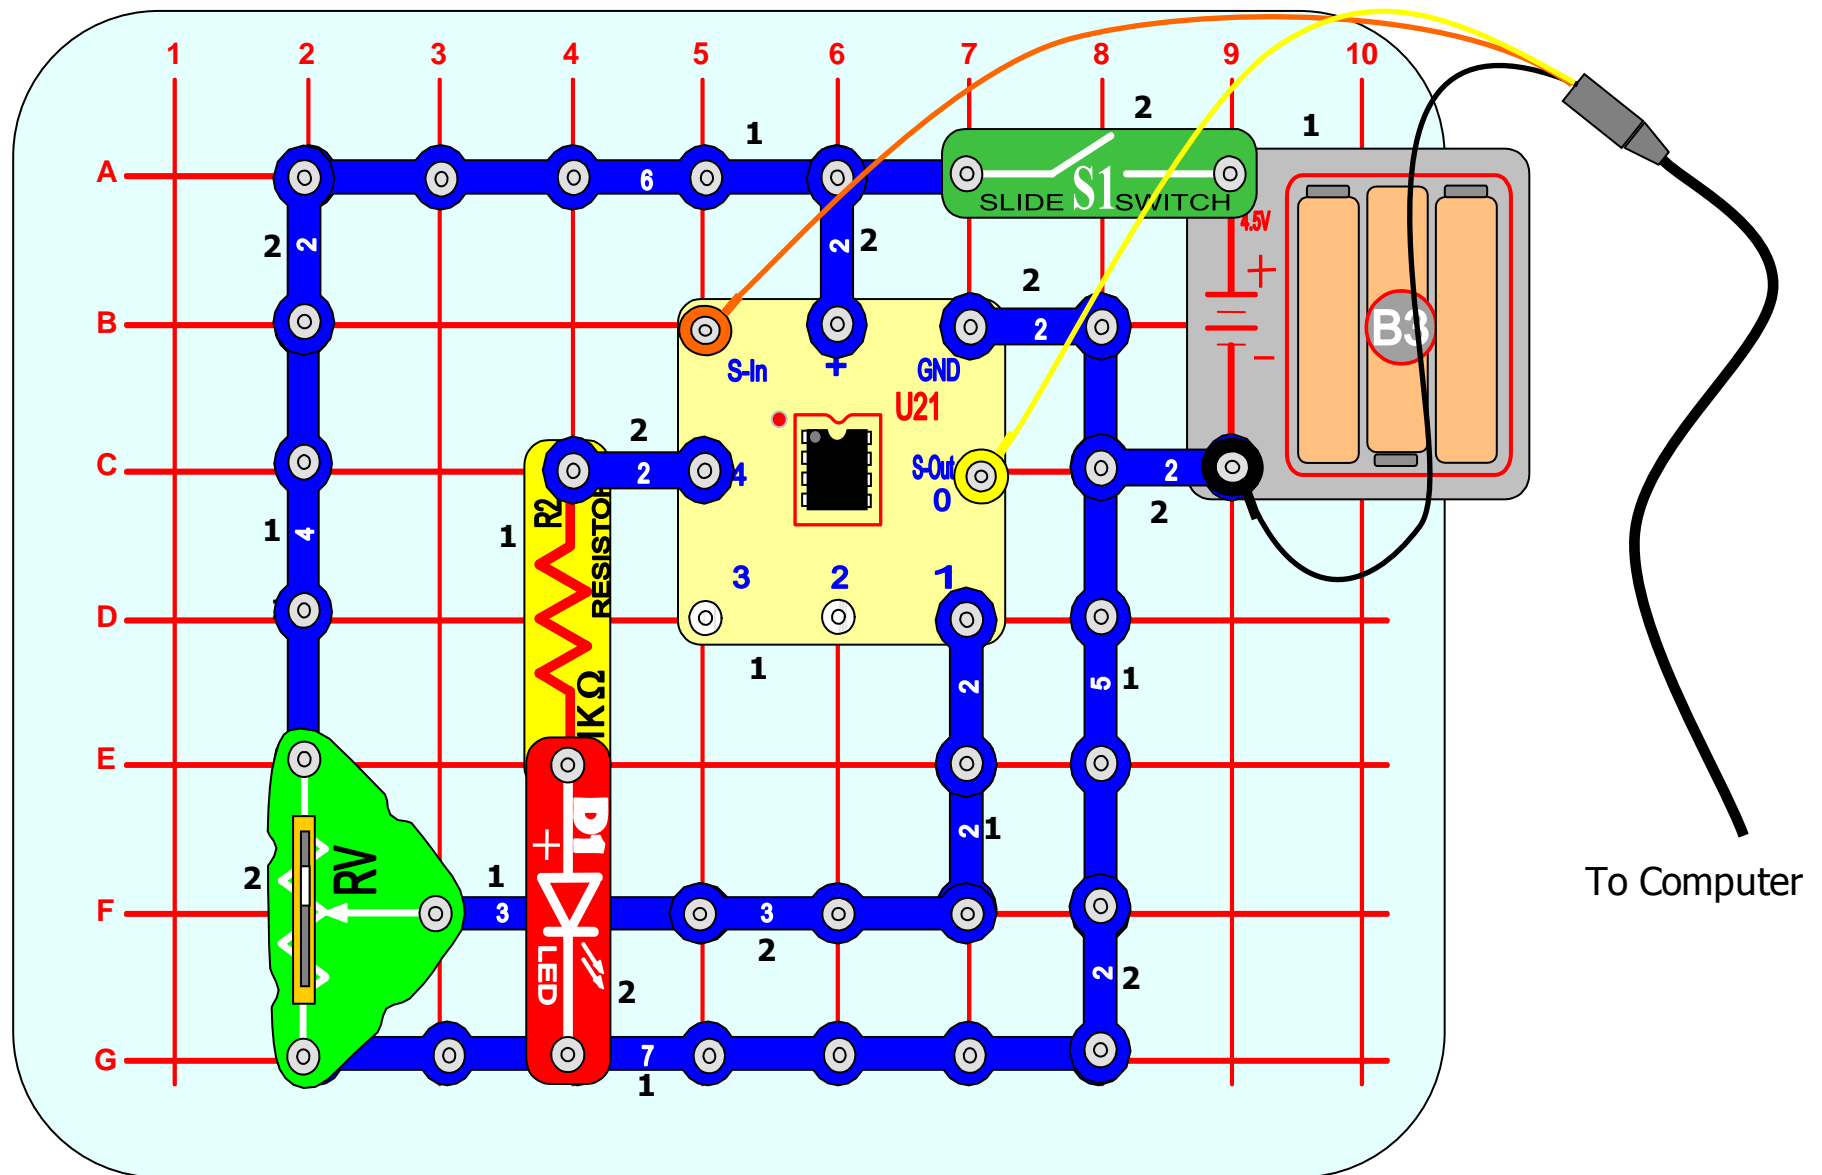 1 2 3 4 5 6 7 8 9 10
1 2 1
A 6 SLIDE S1 SWITCH
4.5V
2 2 2 2 +
2
B 2 B3
S-In + GND −
U21
2
C 2 4 S-Out 2
0
R2 RESISTOR 1KΩ
1 4 1 2
3 2 1
D
1 2 5 1
E
D1
+
2 1
2 RV 1
F 3 3
2
LED
2 2 2
G 7
1
To Computer